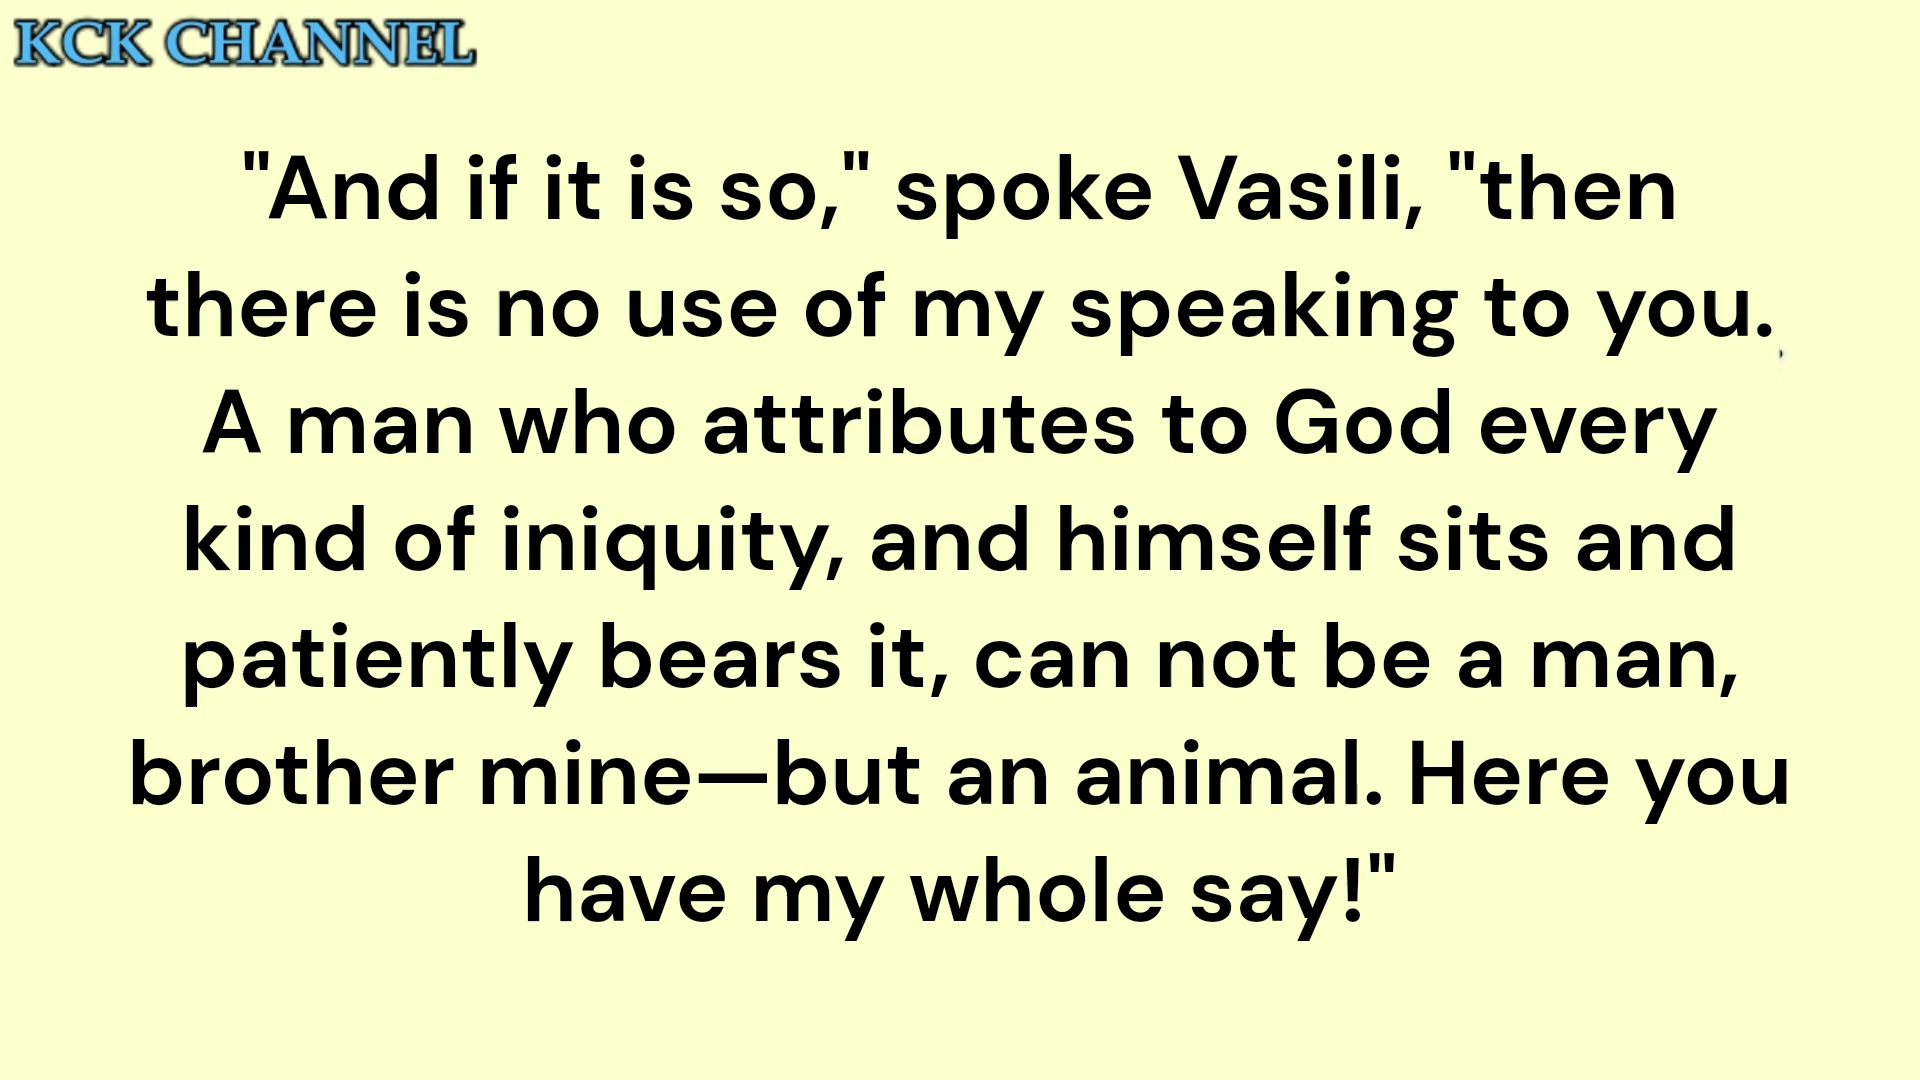 KCK CHANNEL
"And if it is so," spoke Vasili, "then
there is no use of my speaking to you.
A man who attributes to God every
kind of iniquity, and himself sits and
patiently bears it, can not be a man,
brother mine—but an animal. Here you
have my whole say!"